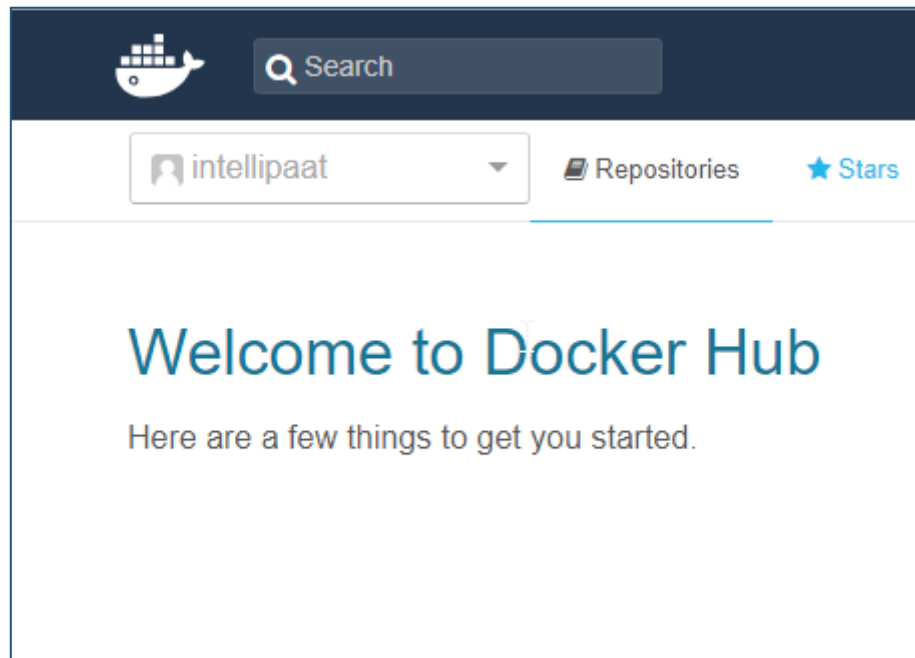 Search
intellipaat
Repositories
Stars
Welcome to Docker Hub
Here are a few things to get you started.